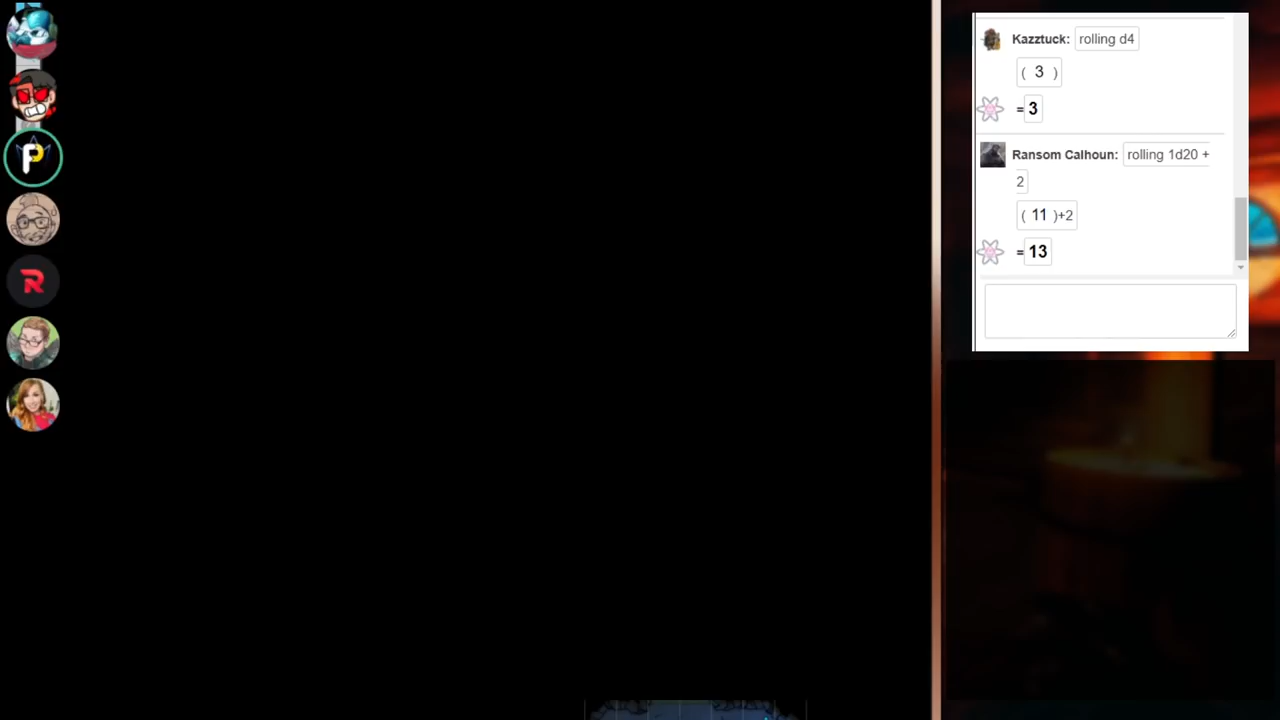 Kazztuck: rolling d4
( 3 )
=3
Ransom Calhoun: rolling 1d20 +
2
( 11 )+2
=13
P
R